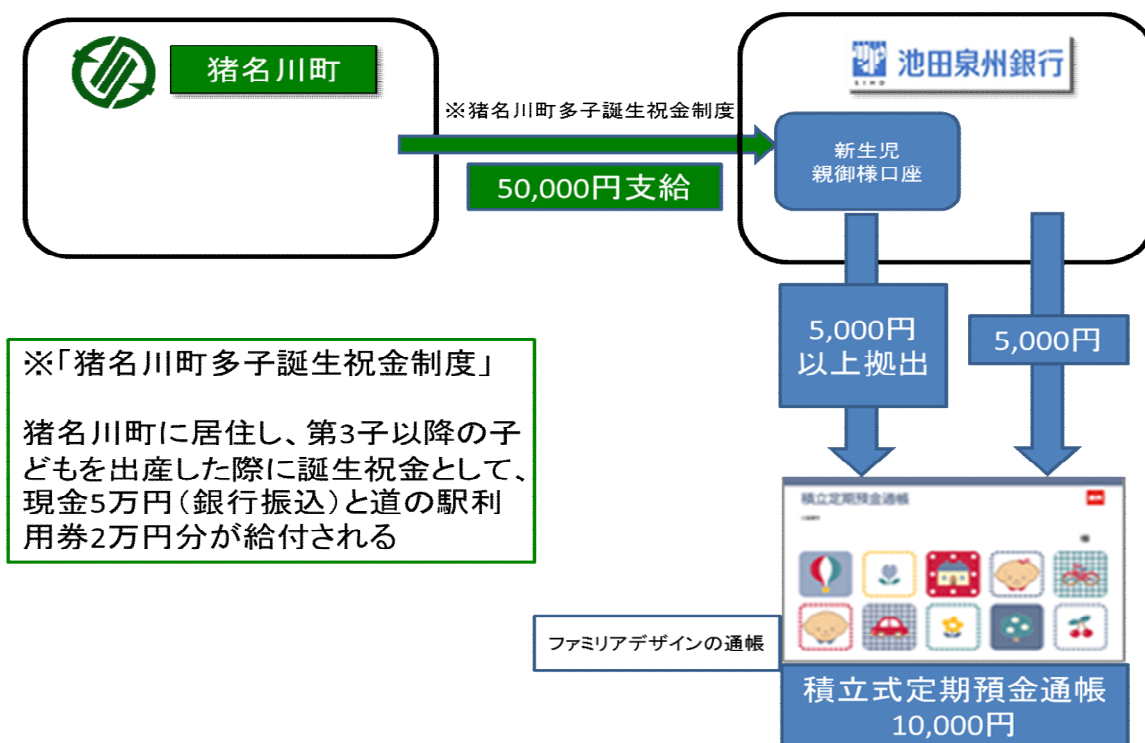 猪名川町
池田泉州銀行
SIHD
※猪名川町多子誕生祝金制度
50,000円支給
新生児
親御様口座
5,000円
以上拠出
5,000円
※「猪名川町多子誕生祝金制度」
猪名川町に居住し、第3子以降の子
どもを出産した際に誕生祝金として、
現金5万円（銀行振込）と道の駅利
用券2万円分が給付される
積立定期預金通帳
様
ファミリアデザインの通帳
積立式定期預金通帳
10,000円